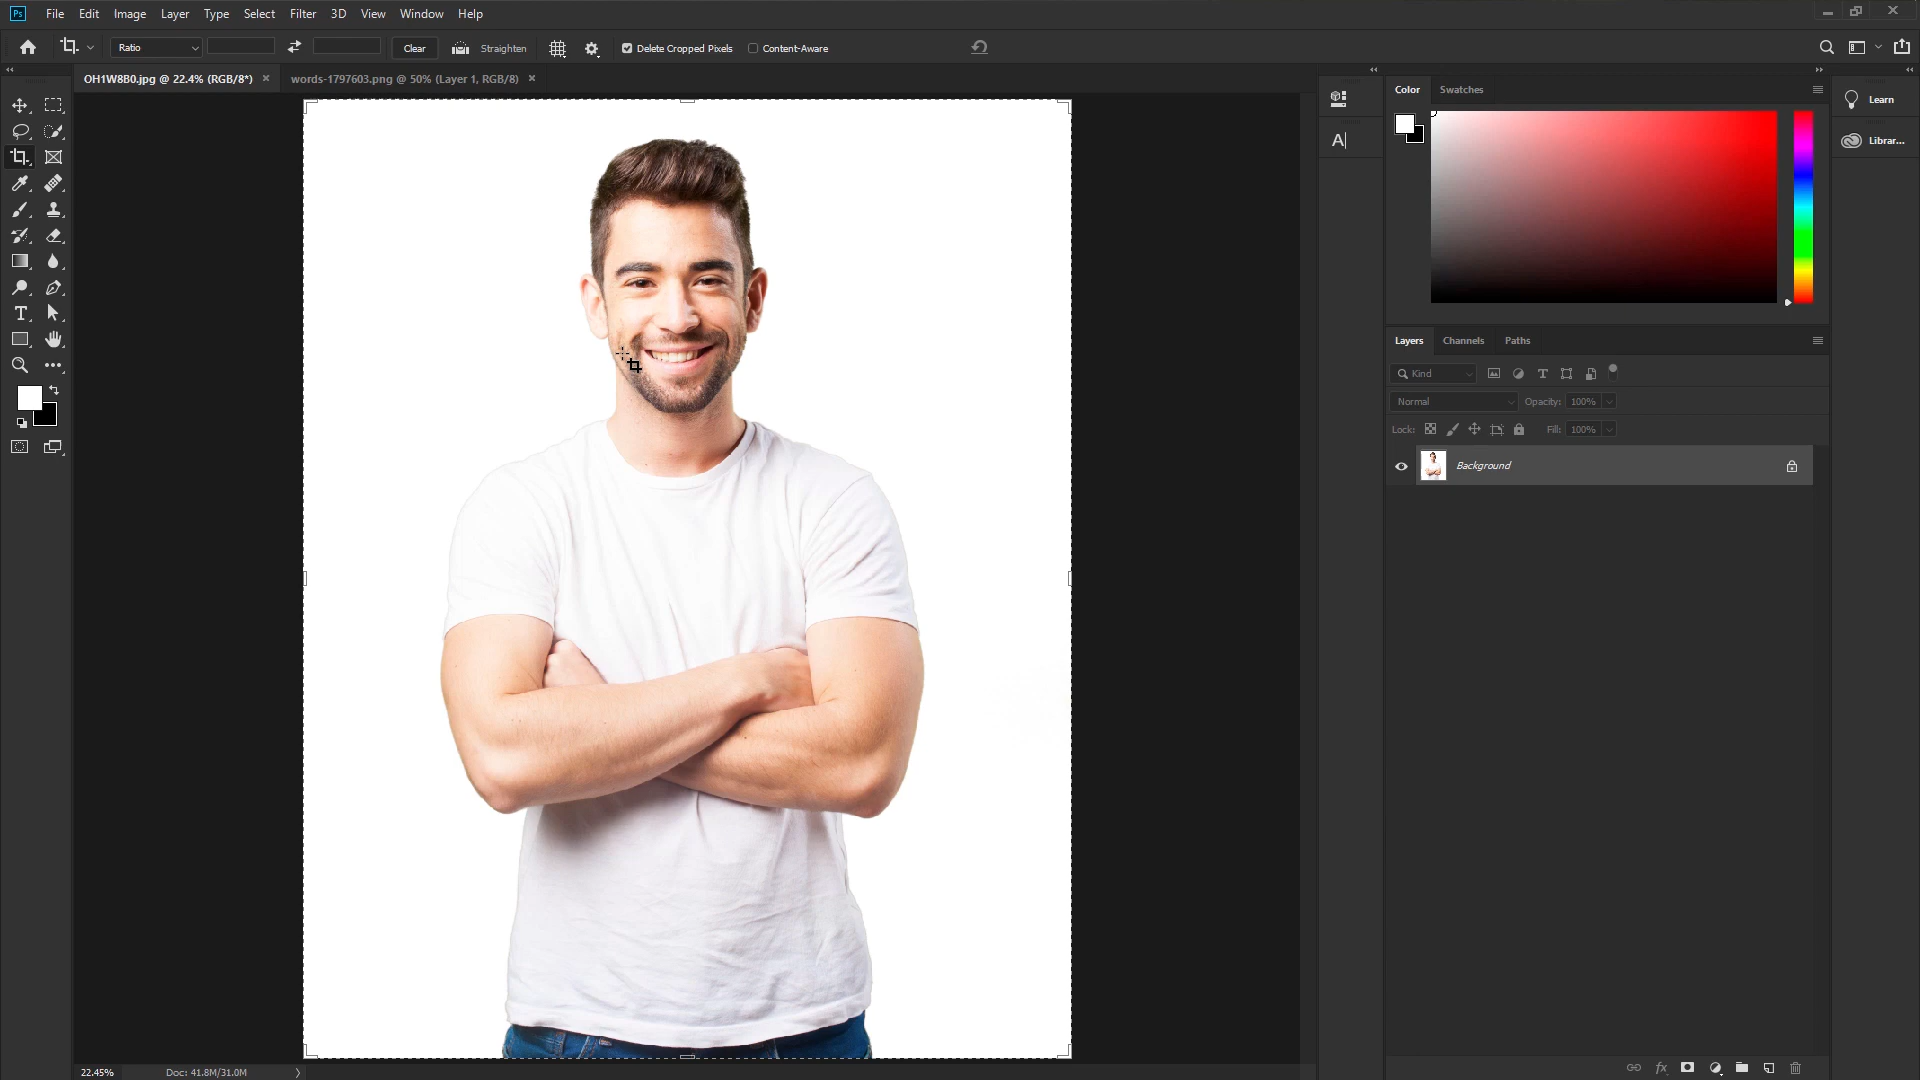 Ps File Edit Image Layer Type Select Filter 3D View Window Help
Ratio Clear Straighten Delete Cropped Pixels Content-Aware
OH1W8B0.jpg @ 22.4% (RGB/8*) × words-1797603.png @ 50% (Layer 1, RGB/8) ×
Color Swatches
Learn
Librar...
Layers Channels Paths
Kind
Normal Opacity: 100%
Lock: Fill: 100%
Background
22.45% Doc: 41.8M/31.0M